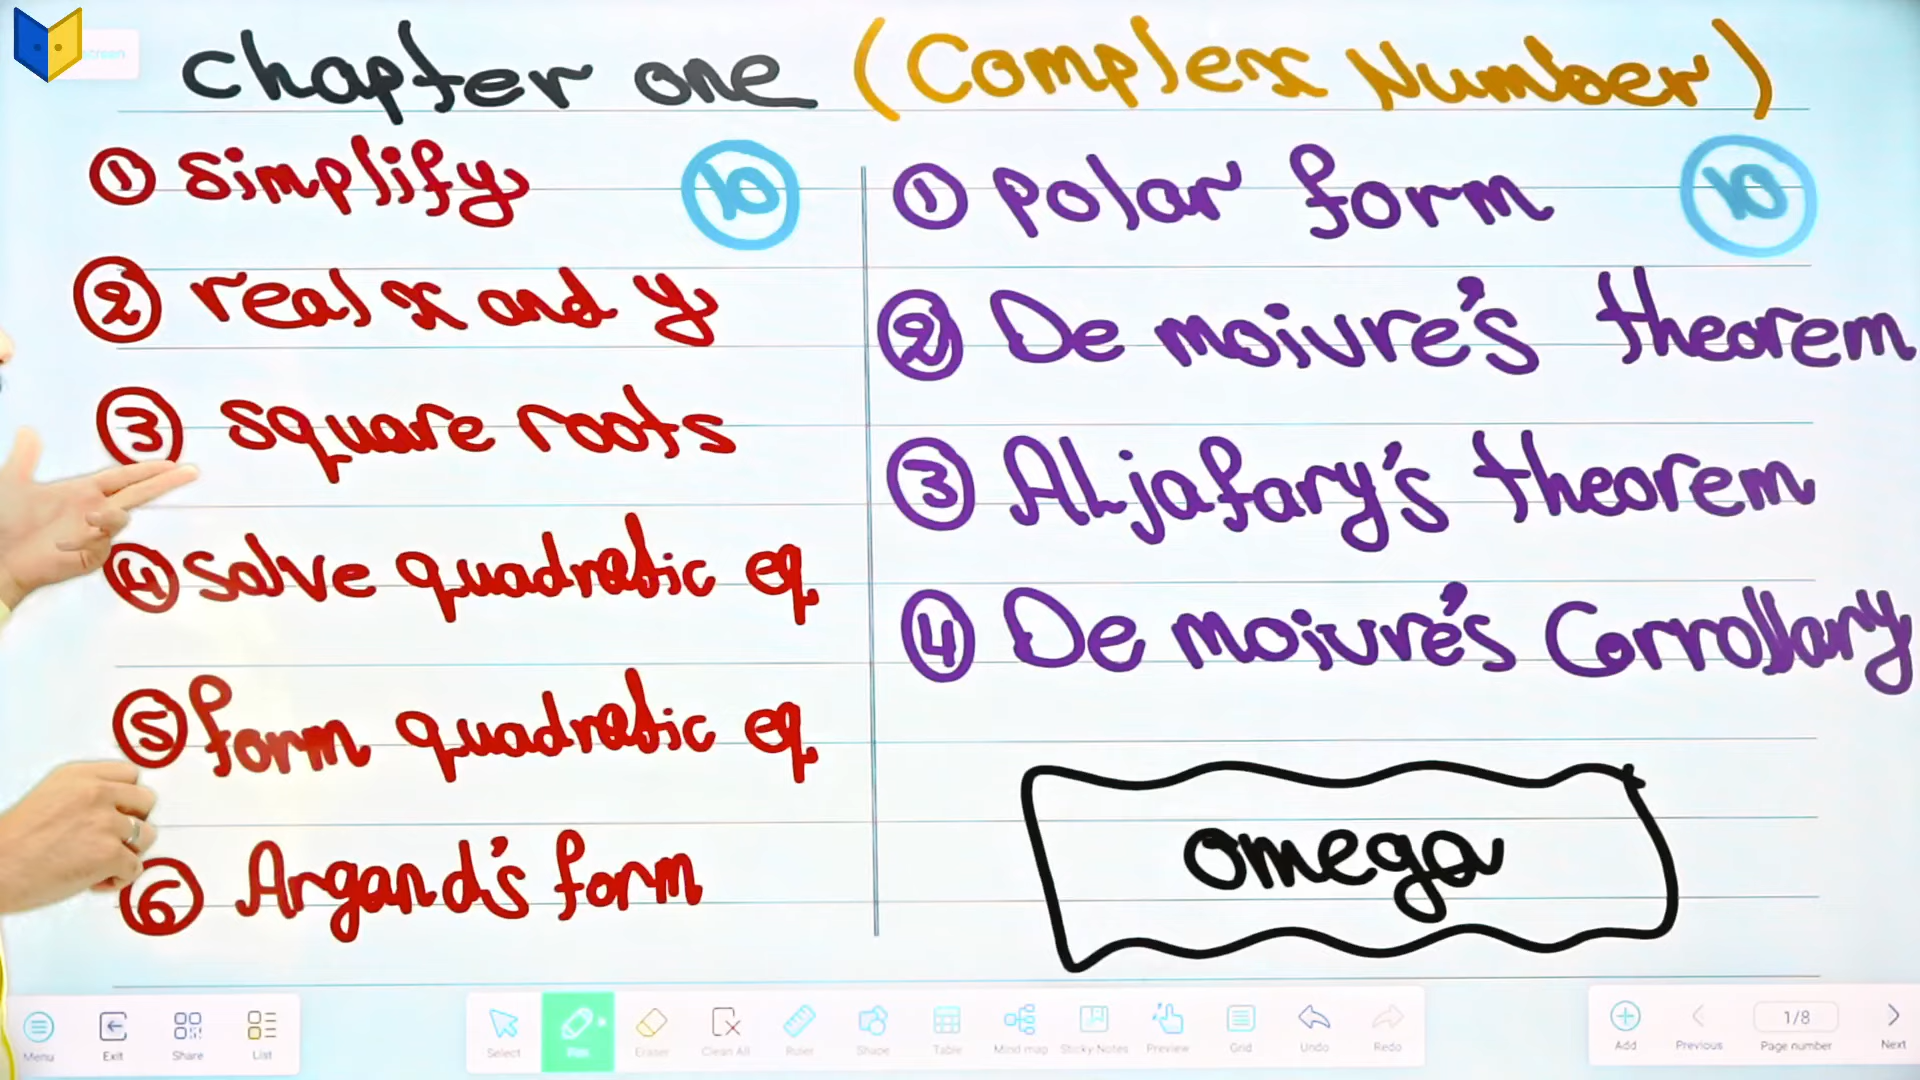 screen
Chapter one (Complex Number)
① Simplify
10
② real x and y
③ square roots
④ solve quadratic eq
⑤ form quadratic eq
⑥ Argand's form
① Polar form
10
② De moivre's theorem
③ ALjafary's theorem
④ De moivre's Corrollary
omega
Menu Exit Share List
Select Pen Eraser Clean All Ruler Shape Table Mind map Sticky Notes Preview Grid Undo Redo
1/8
Add Previous Page number Next